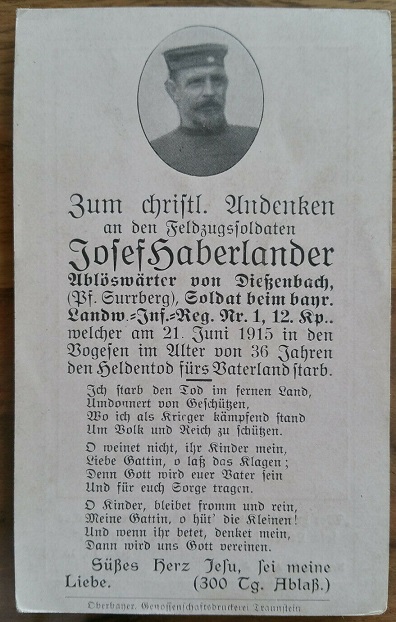 Zum christl. Andenken
an den Feldzugssoldaten
Josef Haberlander
Ablöswärter von Dießenbach,
(Pf. Surrberg), Soldat beim bayr.
Landw.-Inf.-Reg. Nr. 1, 12. Kp..
welcher am 21. Juni 1915 in den
Vogesen im Alter von 36 Jahren
den Heldentod fürs Vaterland starb.
Ich starb den Tod im fernen Land,
Umdonnert von Geschützen,
Wo ich als Krieger kämpfend stand
Um Volk und Reich zu schützen.
O weinet nicht, ihr Kinder mein,
Liebe Gattin, o laß das Klagen;
Denn Gott wird euer Vater sein
Und für euch Sorge tragen.
O Kinder, bleibet fromm und rein,
Meine Gattin, o hüt' die Kleinen!
Und wenn ihr betet, denket mein,
Dann wird uns Gott vereinen.
Süßes Herz Jesu, sei meine
Liebe. (300 Tg. Ablaß.)
Oberbayer. Genossenschaftsdruckerei Traunstein